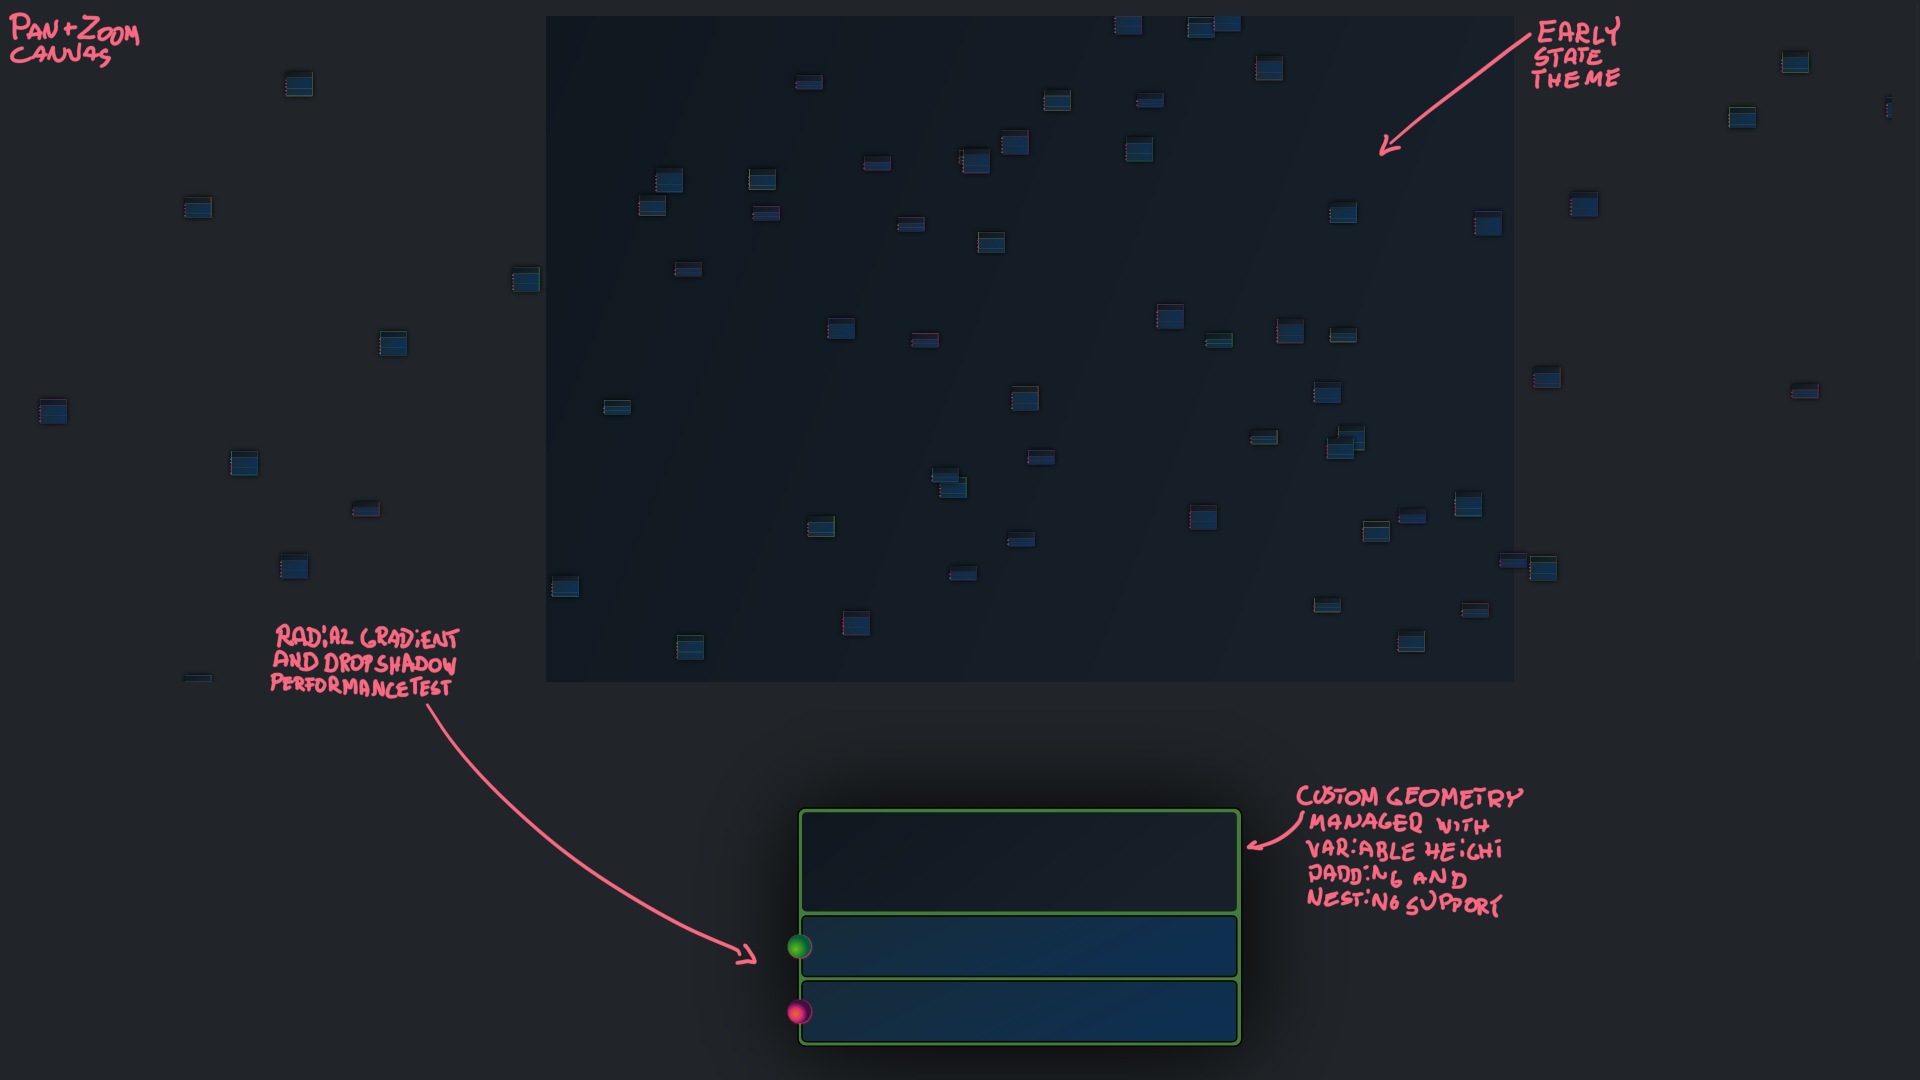 PAN+ZOOM
CANVAS
EARLY
STATE
THEME
RADIAL GRADIENT
AND DROPSHADOW
PERFORMANCE TEST
CUSTOM GEOMETRY
MANAGER WITH
VARIABLE HEIGHT
PADDING AND
NESTING SUPPORT